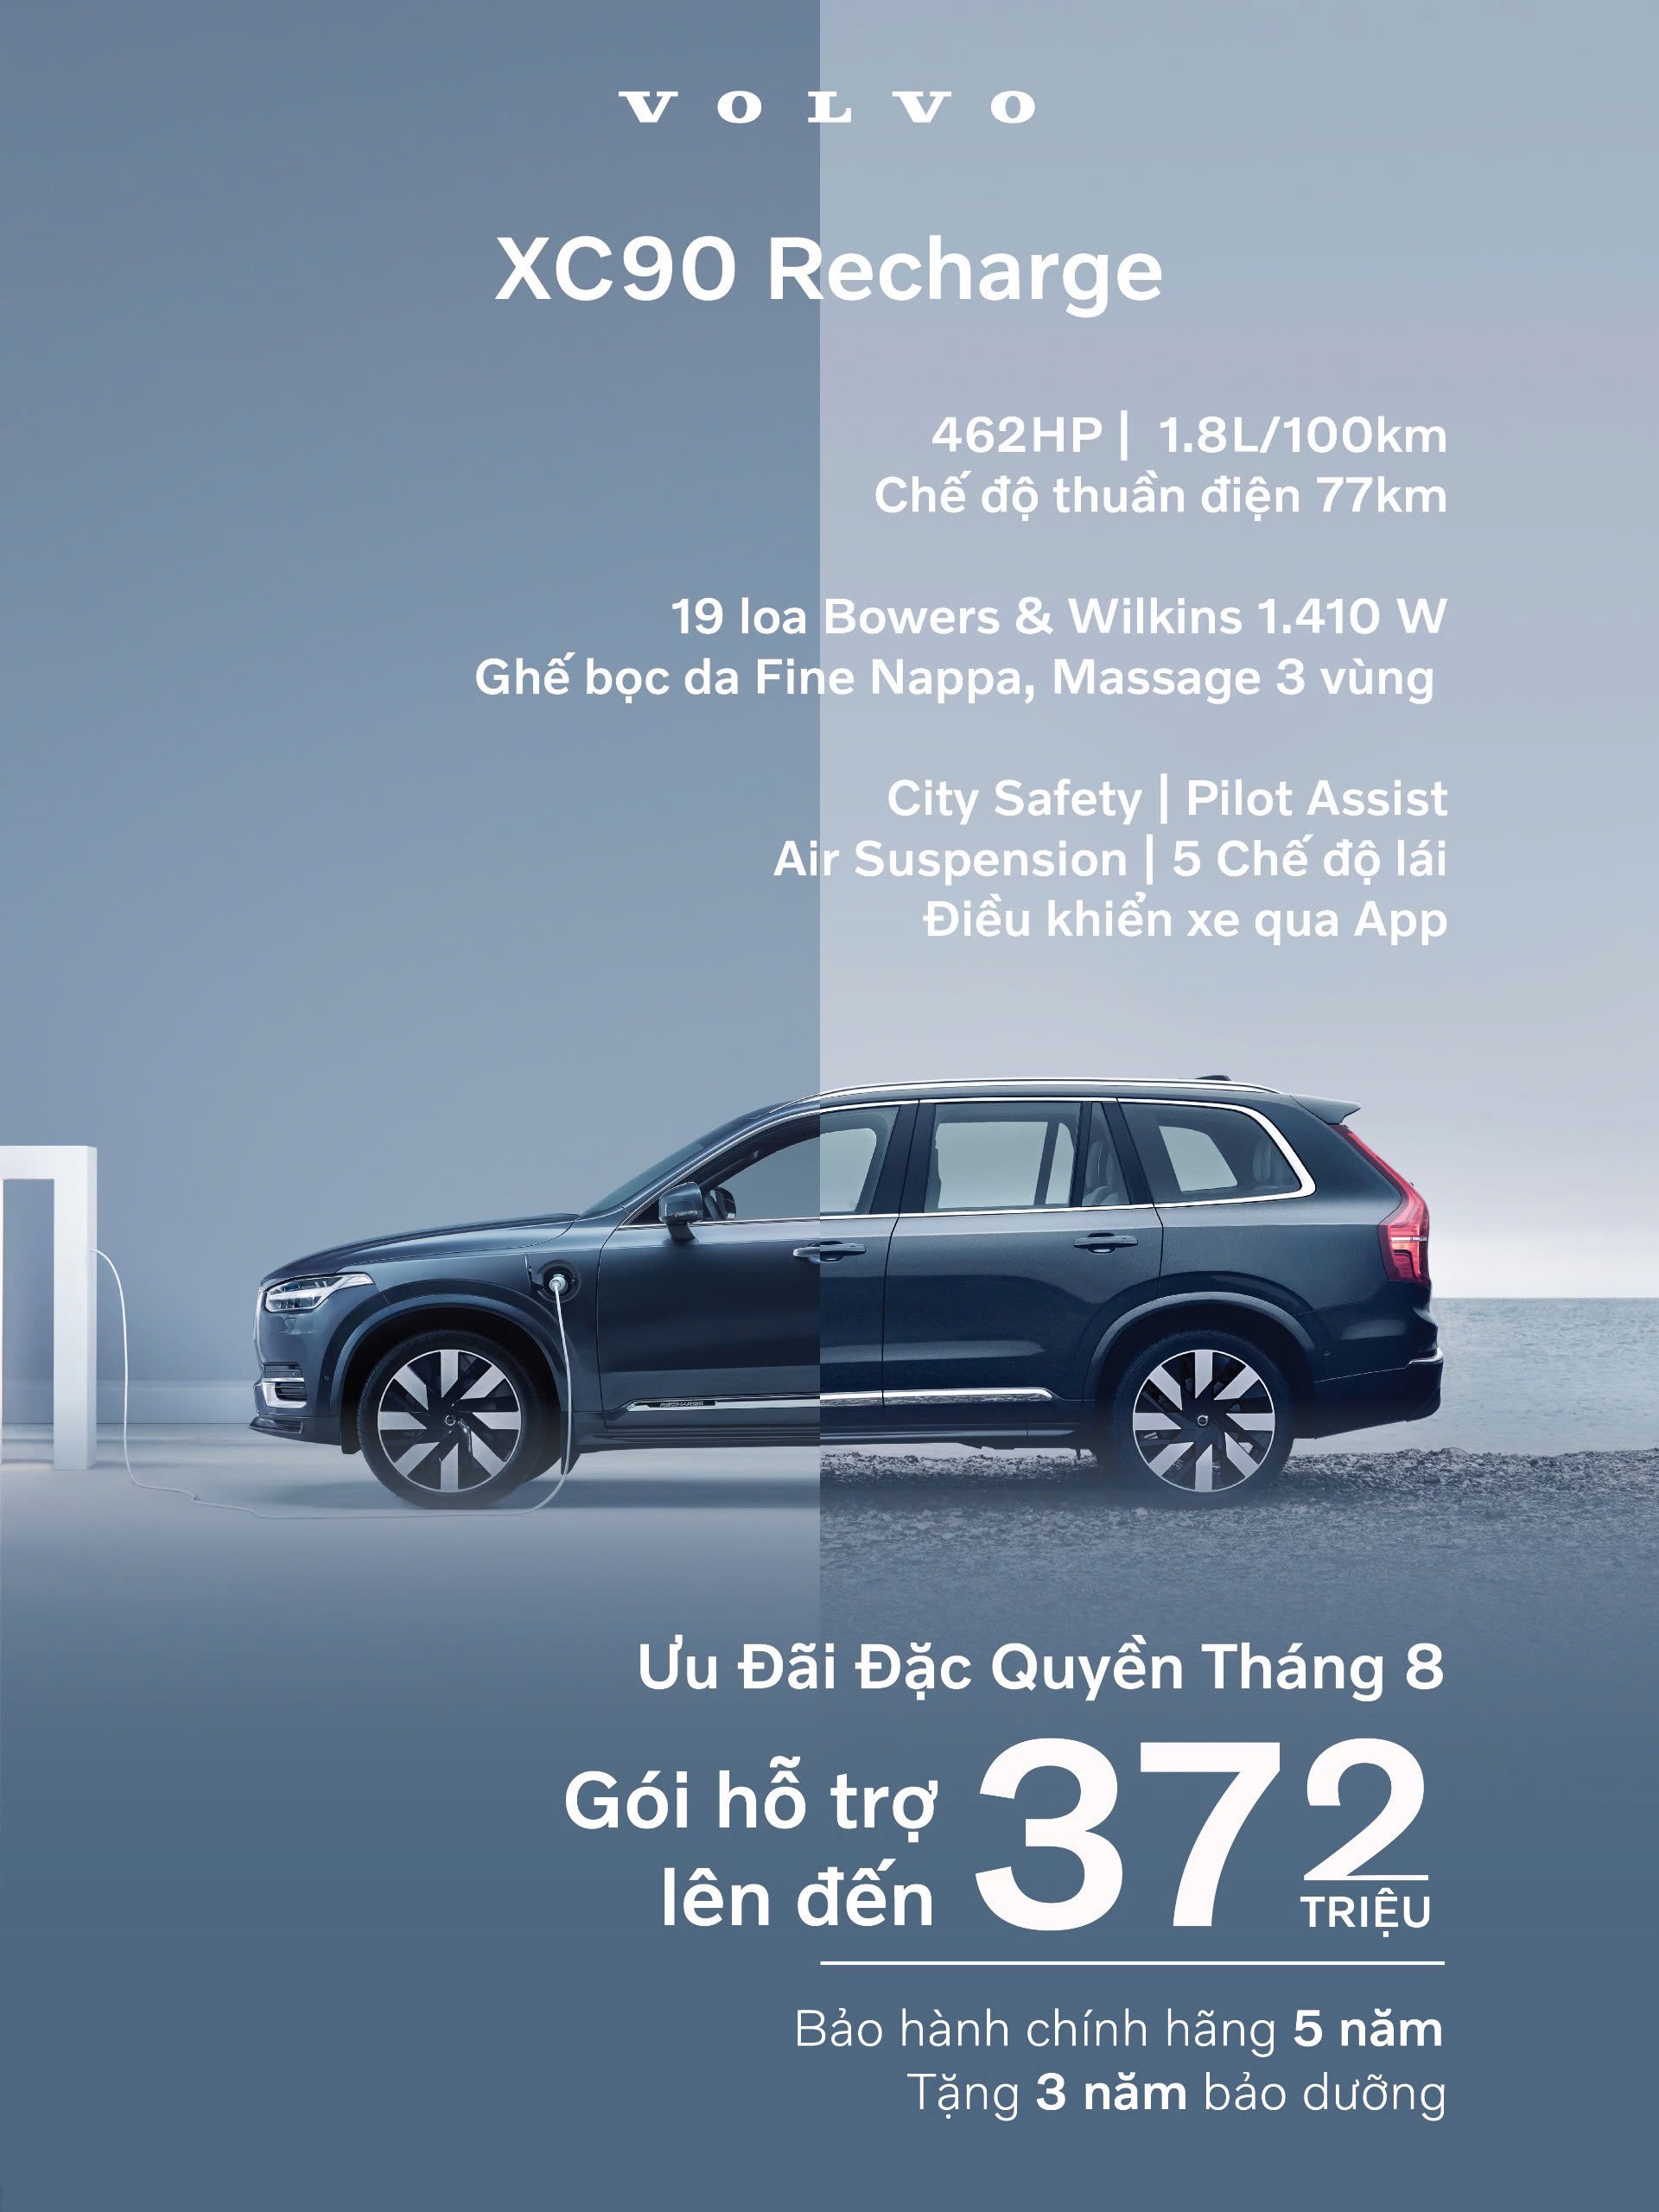 VOLVO
XC90 Recharge
462HP | 1.8L/100km
Chế độ thuần điện 77km
19 loa Bowers & Wilkins 1.410 W
Ghế bọc da Fine Nappa, Massage 3 vùng
City Safety | Pilot Assist
Air Suspension | 5 Chế độ lái
Điều khiển xe qua App
RECHARGE
Ưu Đãi Đặc Quyền Tháng 8
Gói hỗ trợ
lên đến 372
TRIỆU
Bảo hành chính hãng 5 năm
Tặng 3 năm bảo dưỡng